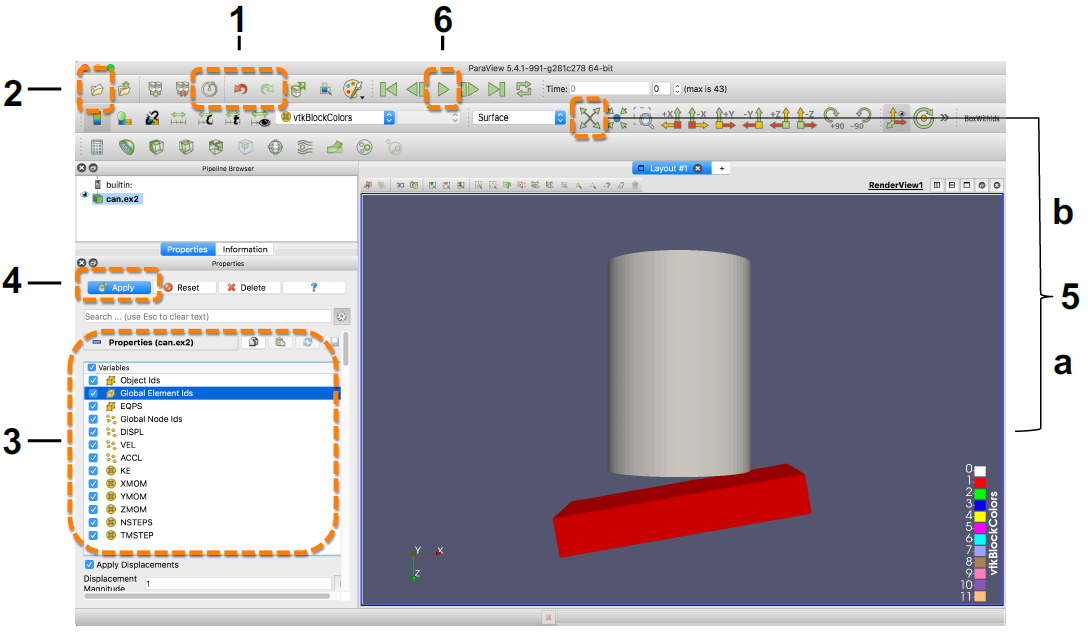 1
6
2
ParaView 5.4.1-991-g281c278 64-bit
Time: 0
0
(max is 43)
vtkBlockColors
Surface
+X
-X
+Y
-Y
+Z
-Z
+90
-90
BoxWithIds
Pipeline Browser
Layout #1
+
builtin:
3D
RenderView1
can.ex2
b
Properties
Information
Properties
4
Apply
Reset
Delete
?
5
Search ... (use Esc to clear text)
Properties (can.ex2)
a
Variables
Object Ids
Global Element Ids
EQPS
Global Node Ids
3
DISPL
VEL
ACCL
KE
XMOM
YMOM
ZMOM
NSTEPS
TMSTEP
Apply Displacements
Displacement
Magnitude
1
Y
X
Z
0
1
2
3
4
5
6
7
8
9
10
11
vtkBlockColors